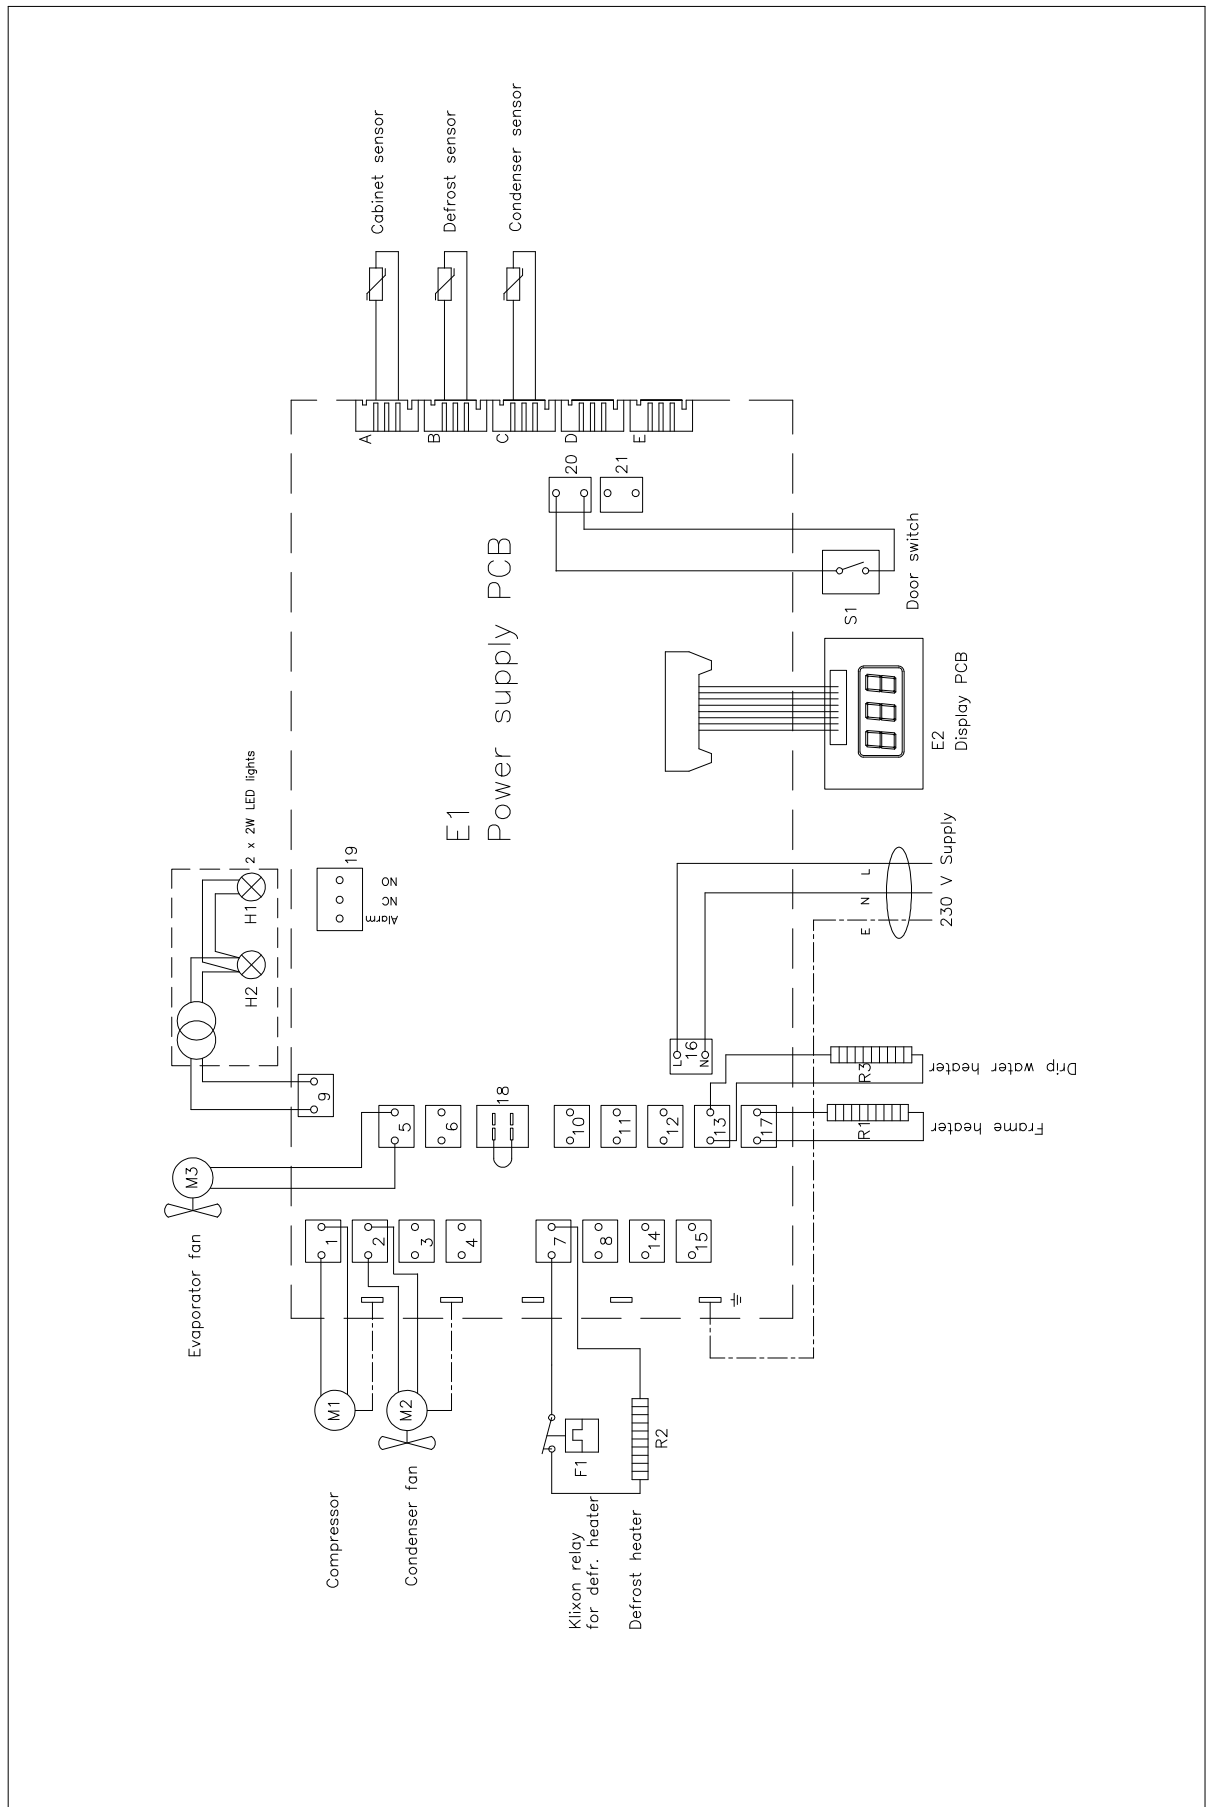 Cabinet sensor
Defrost sensor
Condenser sensor
A
B
C
D
E
20
21
E1
Power supply PCB
Door switch
S1
E2
Display PCB
2 x 2W LED lights
H1
H2
19
NO
NC
Alarm
L
N
E
230 V Supply
9
5
6
18
10
11
12
13
17
L
16
N
R3
Drip water heater
R1
Frame heater
M3
Evaporator fan
1
2
3
4
7
8
14
15
M1
M2
Compressor
Condenser fan
F1
R2
Klixon relay
for defr. heater
Defrost heater